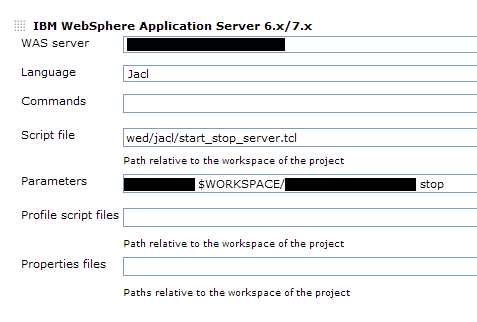 IBM WebSphere Application Server 6.x/7.x
WAS server
Language Jacl
Commands
Script file wed/jacl/start_stop_server.tcl
Path relative to the workspace of the project
Parameters $WORKSPACE/ stop
Profile script files
Path relative to the workspace of the project
Properties files
Paths relative to the workspace of the project